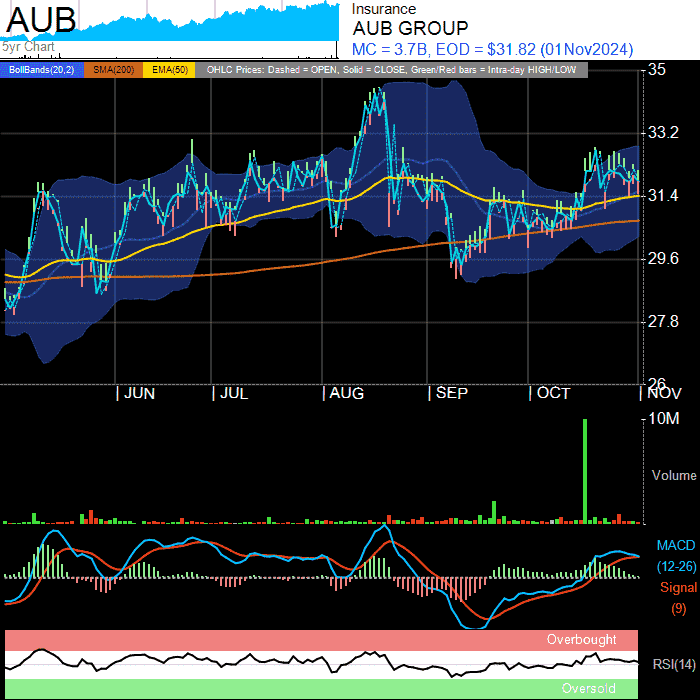 AUB
5yr Chart
Insurance
AUB GROUP
MC = 3.7B, EOD = $31.82 (01Nov2024)
BollBands(20,2) SMA(200) EMA(50) OHLC Prices: Dashed = OPEN, Solid = CLOSE, Green/Red bars = Intra-day HIGH/LOW
35
33.2
31.4
29.6
27.8
26
JUN JUL AUG SEP OCT NOV
10M
Volume
MACD
(12-26)
Signal
(9)
Overbought
RSI(14)
Oversold